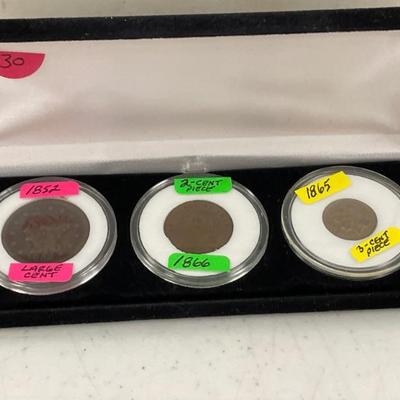 30
1852
LARGE
CENT
2-CENT
PIECE
1866
1865
3-CENT
PIECE